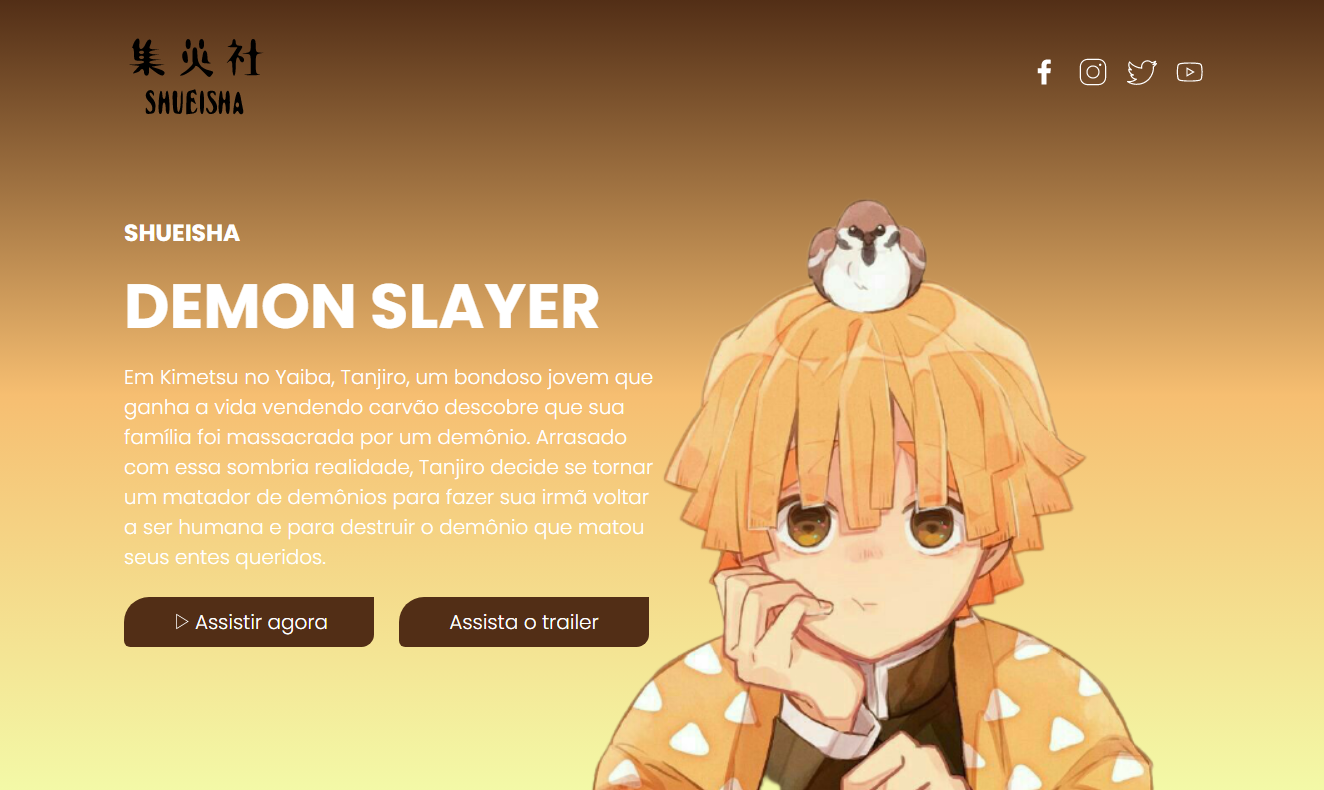 集英社
SHUEISHA
SHUEISHA
DEMON SLAYER
Em Kimetsu no Yaiba, Tanjiro, um bondoso jovem que
ganha a vida vendendo carvão descobre que sua
família foi massacrada por um demônio. Arrasado
com essa sombria realidade, Tanjiro decide se tornar
um matador de demônios para fazer sua irmã voltar
a ser humana e para destruir o demônio que matou
seus entes queridos.
Assistir agora
Assista o trailer